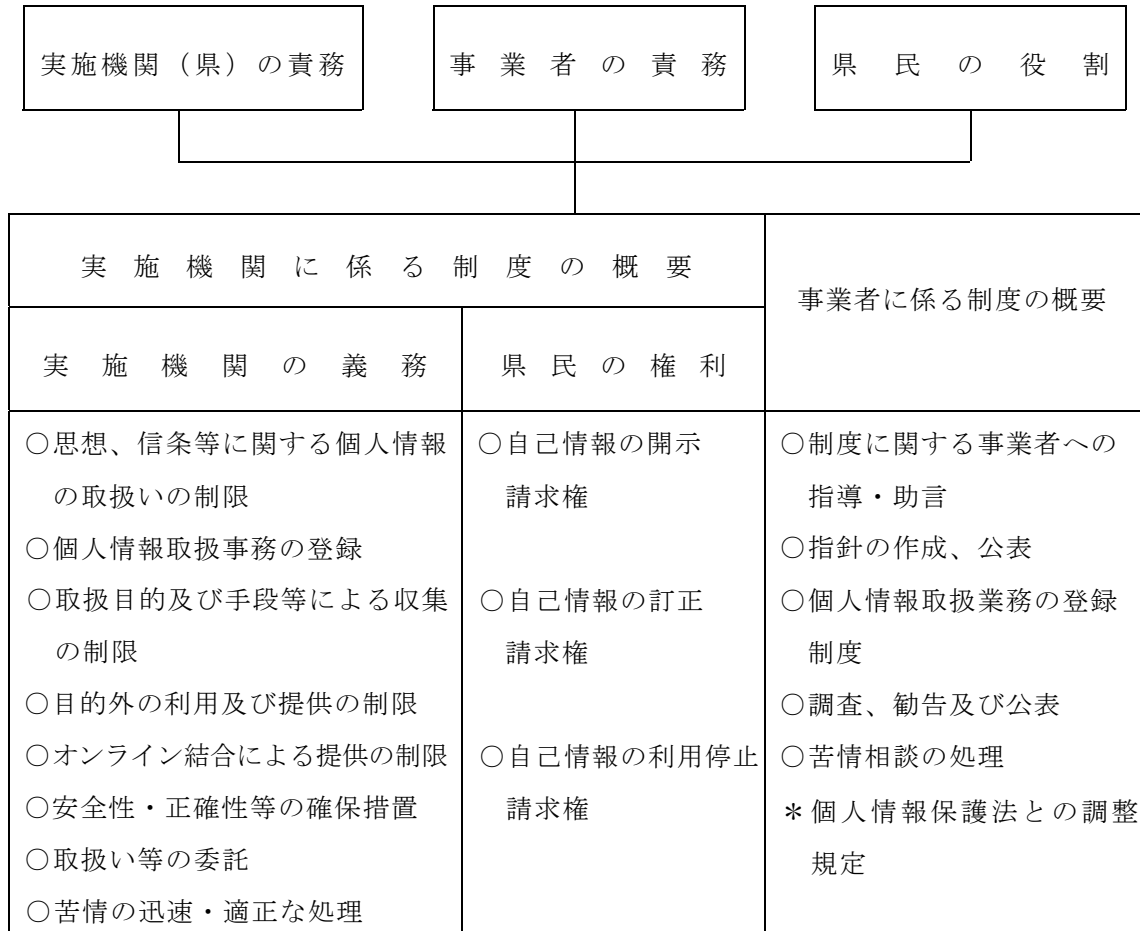 実施機関（県）の責務
事業者の責務
県民の役割
実施機関に係る制度の概要
事業者に係る制度の概要
実施機関の義務
県民の権利
○思想、信条等に関する個人情報
の取扱いの制限
○個人情報取扱事務の登録
○取扱目的及び手段等による収集
の制限
○目的外の利用及び提供の制限
○オンライン結合による提供の制限
○安全性・正確性等の確保措置
○取扱い等の委託
○苦情の迅速・適正な処理
○自己情報の開示
請求権
○自己情報の訂正
請求権
○自己情報の利用停止
請求権
○制度に関する事業者への
指導・助言
○指針の作成、公表
○個人情報取扱業務の登録
制度
○調査、勧告及び公表
○苦情相談の処理
＊個人情報保護法との調整
規定